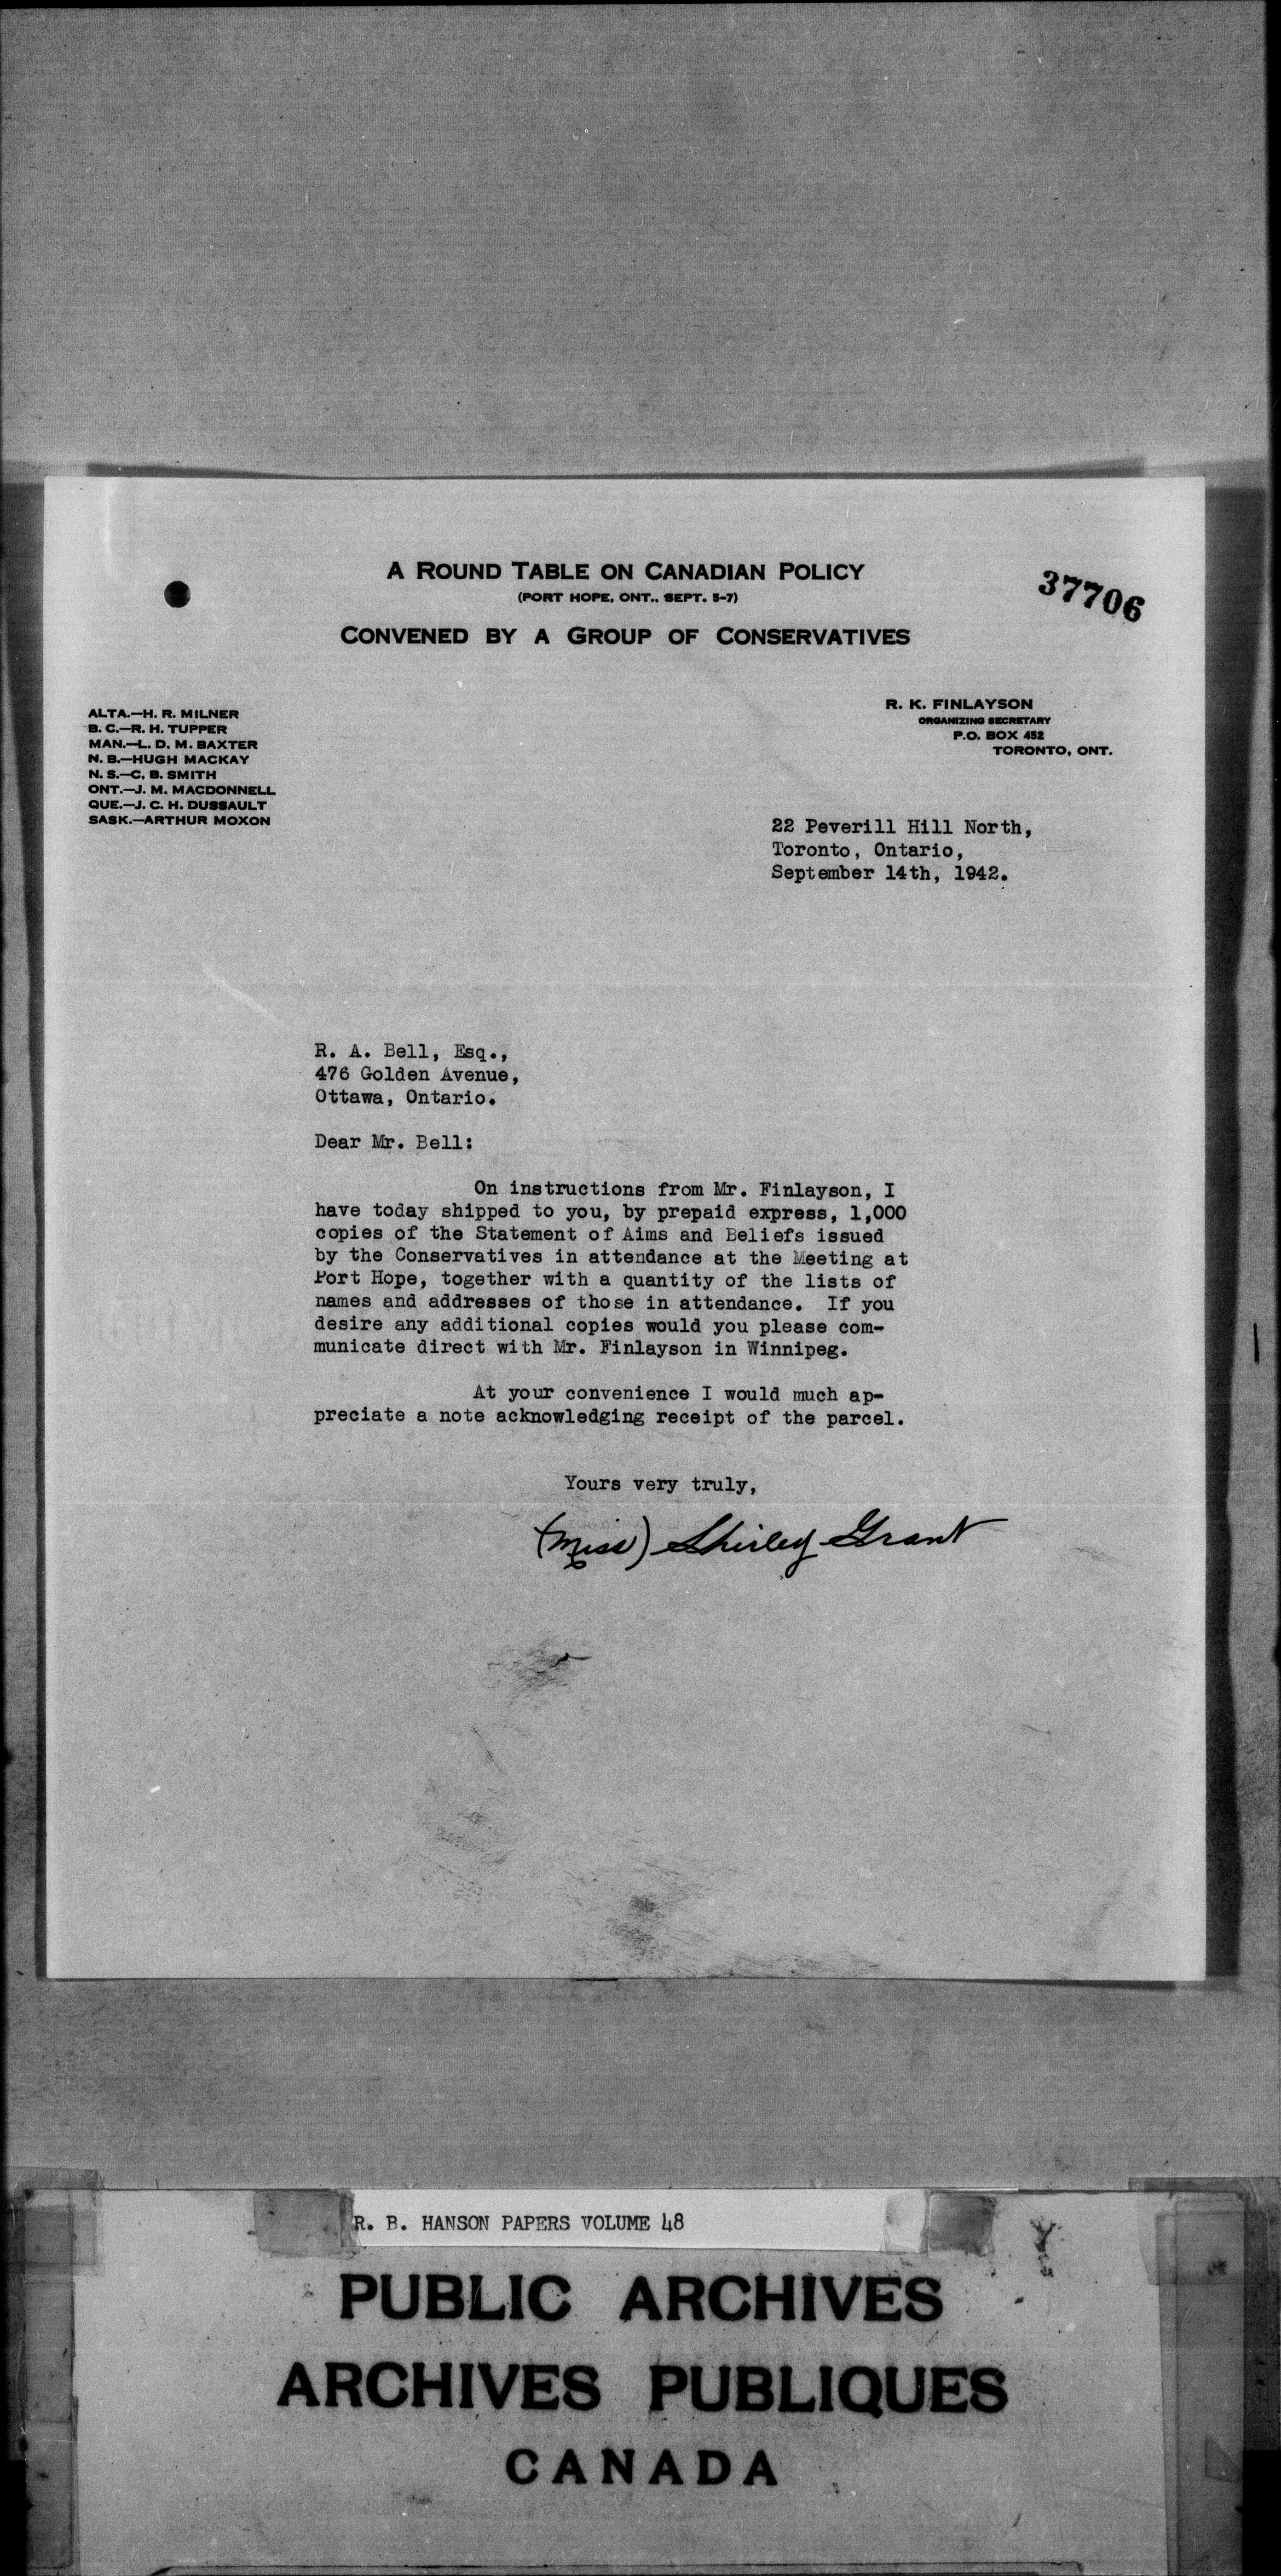 A ROUND TABLE ON CANADIAN POLICY
(PORT HOPE, ONT., SEPT. 5-7)
CONVENED BY A GROUP OF CONSERVATIVES
37706
ALTA.—H. R. MILNER
B. C.—R. H. TUPPER
MAN.—L. D. M. BAXTER
N. B.—HUGH MACKAY
N. S.—C. B. SMITH
ONT.—J. M. MACDONNELL
QUE.—J. C. H. DUSSAULT
SASK.—ARTHUR MOXON
R. K. FINLAYSON
ORGANIZING SECRETARY
P.O. BOX 452
TORONTO, ONT.
22 Peverill Hill North,
Toronto, Ontario,
September 14th, 1942.
R. A. Bell, Esq.,
476 Golden Avenue,
Ottawa, Ontario.
Dear Mr. Bell:
On instructions from Mr. Finlayson, I
have today shipped to you, by prepaid express, 1,000
copies of the Statement of Aims and Beliefs issued
by the Conservatives in attendance at the Meeting at
Port Hope, together with a quantity of the lists of
names and addresses of those in attendance. If you
desire any additional copies would you please com-
municate direct with Mr. Finlayson in Winnipeg.
At your convenience I would much ap-
preciate a note acknowledging receipt of the parcel.
Yours very truly,
(Miss) Shirley Grant
R. B. HANSON PAPERS VOLUME 48
PUBLIC ARCHIVES
ARCHIVES PUBLIQUES
CANADA